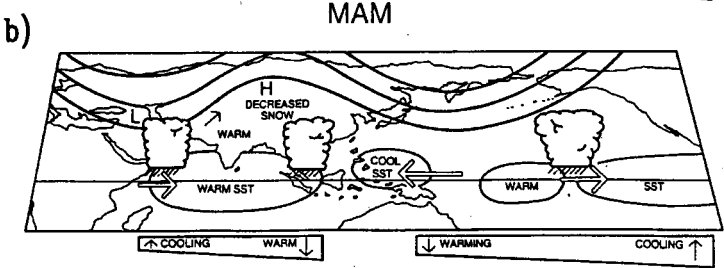 MAM
b)
H
L
DECREASED
SNOW
WARM
COOL
SST
WARM SST
WARM
SST
COOLING
WARM
WARMING
COOLING